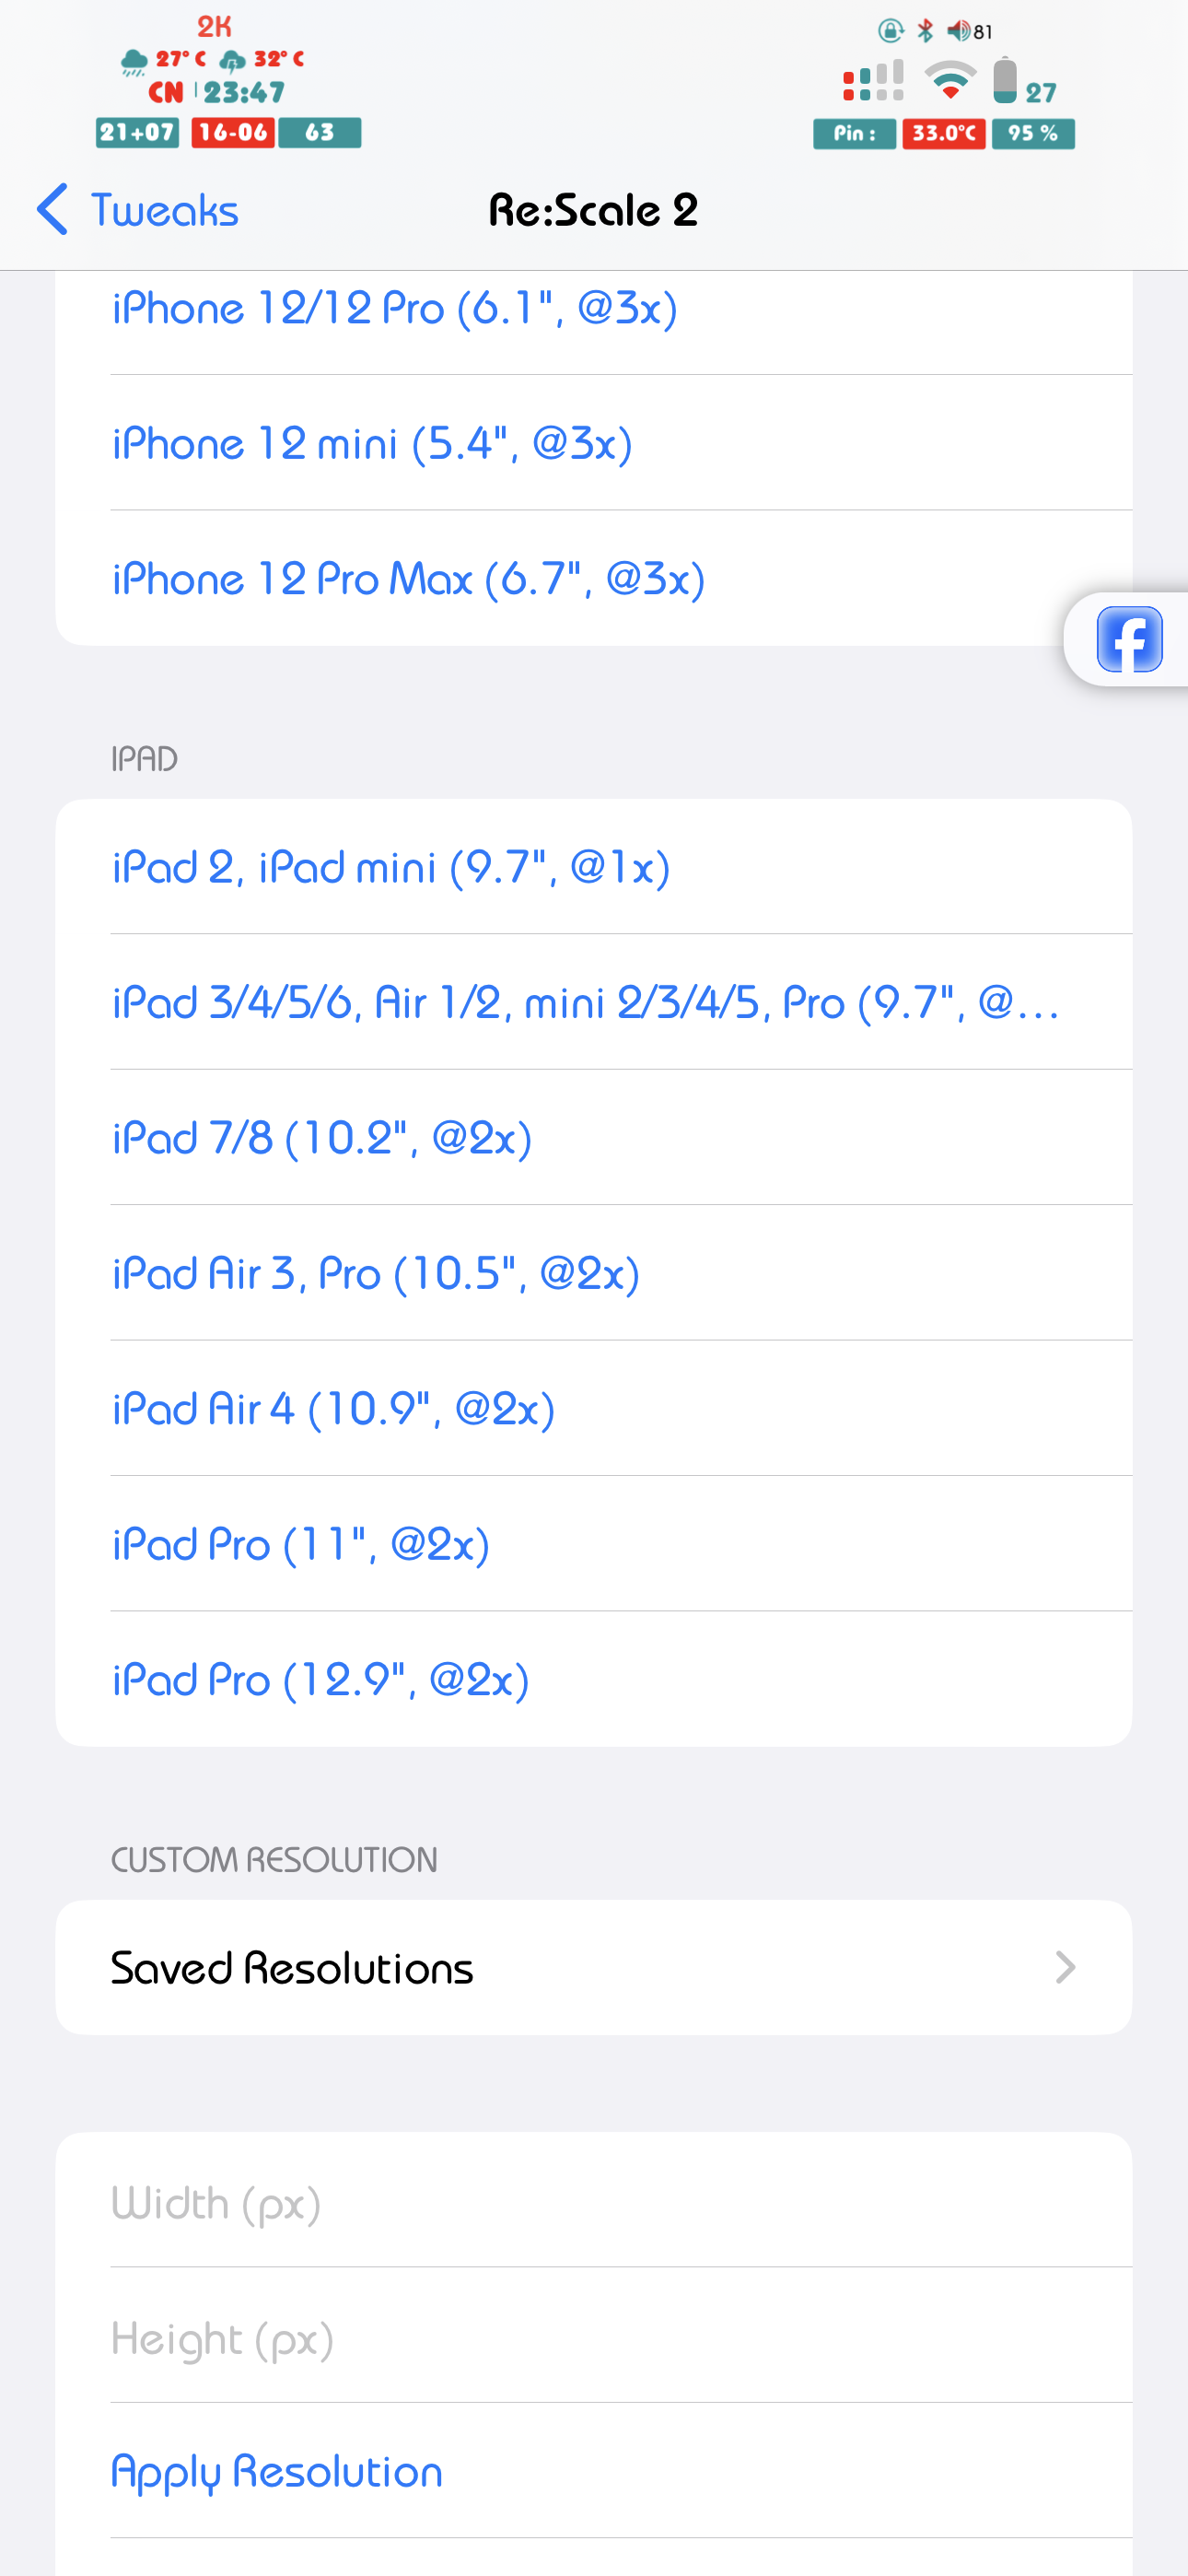 2K
27° C 32° C
81
CN 23:47
27
21+07 16-06 63
Pin : 33.0°C 95 %
Tweaks
Re:Scale 2
iPhone 12/12 Pro (6.1", @3x)
iPhone 12 mini (5.4", @3x)
iPhone 12 Pro Max (6.7", @3x)
IPAD
iPad 2, iPad mini (9.7", @1x)
iPad 3/4/5/6, Air 1/2, mini 2/3/4/5, Pro (9.7", @...
iPad 7/8 (10.2", @2x)
iPad Air 3, Pro (10.5", @2x)
iPad Air 4 (10.9", @2x)
iPad Pro (11", @2x)
iPad Pro (12.9", @2x)
CUSTOM RESOLUTION
Saved Resolutions
Width (px)
Height (px)
Apply Resolution